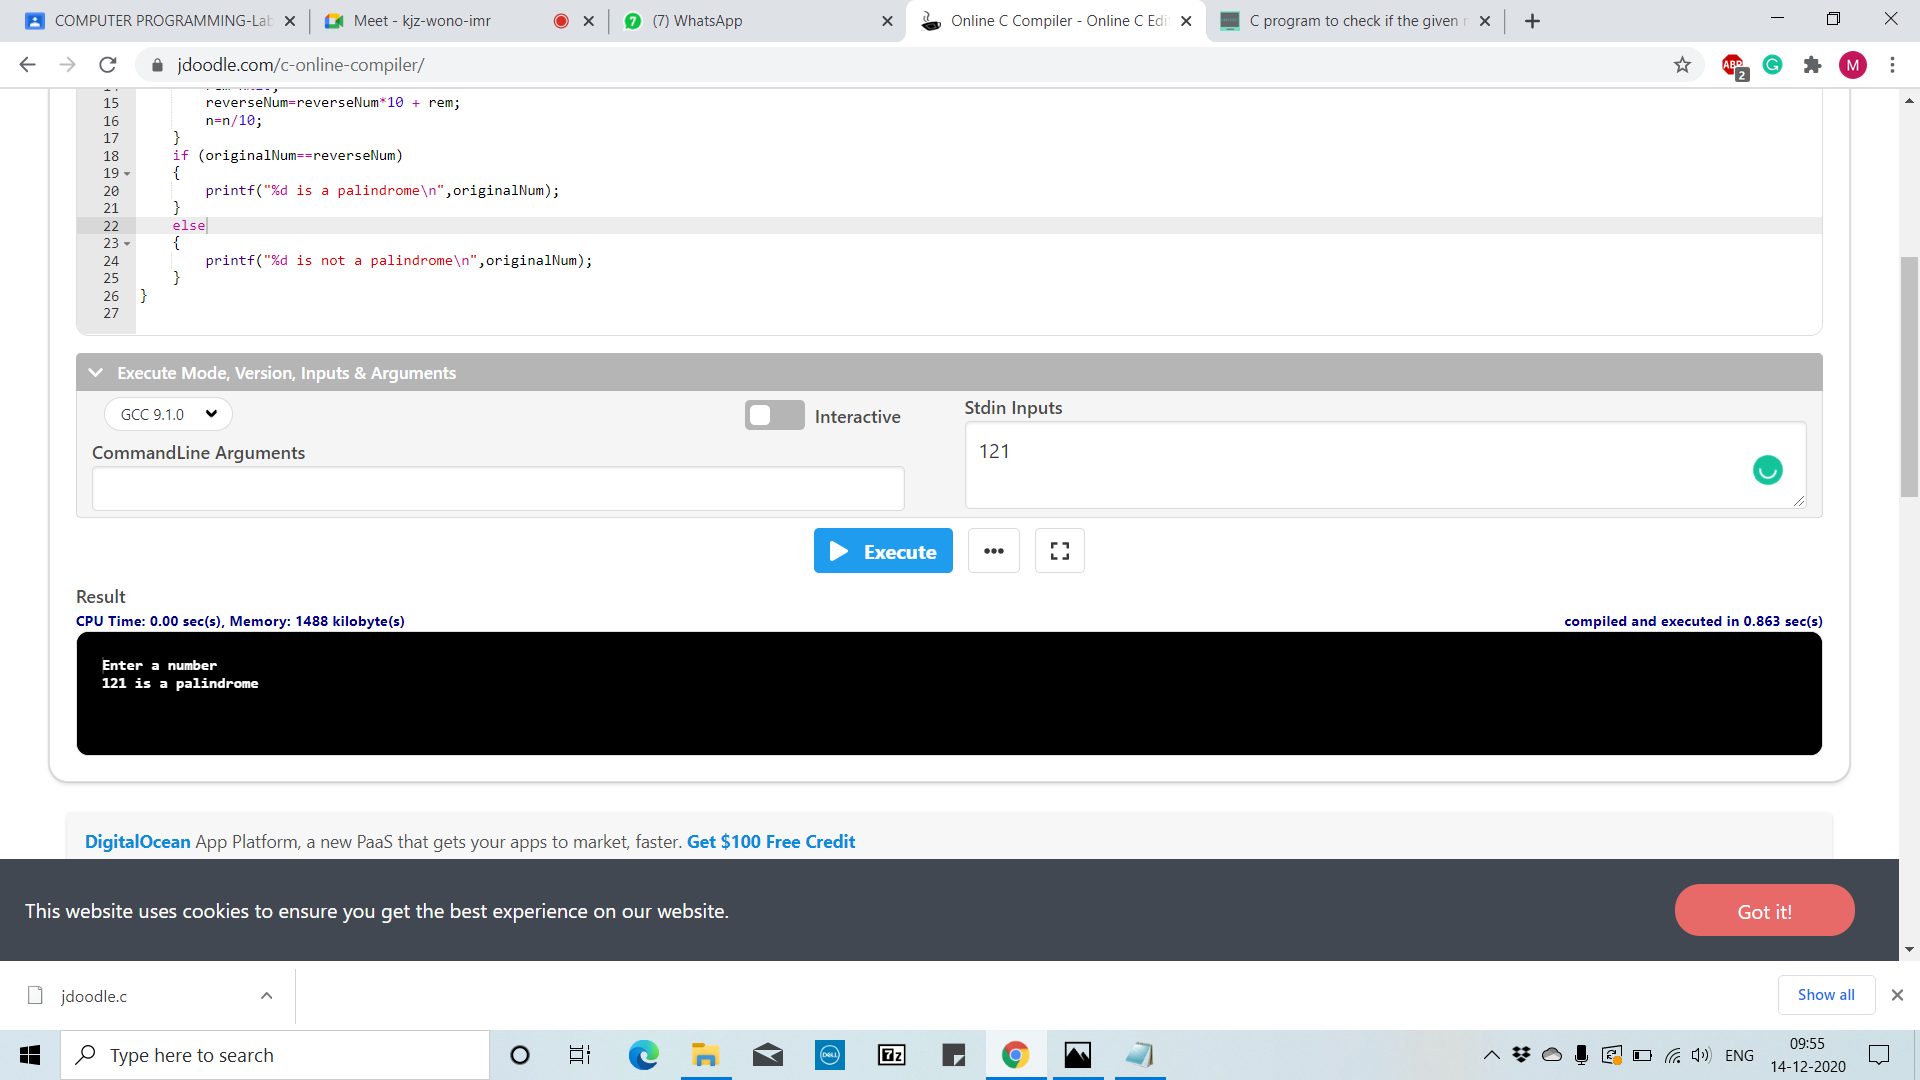 COMPUTER PROGRAMMING-Lab
Meet - kjz-wono-imr
(7) WhatsApp
Online C Compiler - Online C Edi
C program to check if the given
jdoodle.com/c-online-compiler/
ABP
2
G
M
15 reverseNum=reverseNum*10 + rem;
16 n=n/10;
17 }
18 if (originalNum==reverseNum)
19 {
20 printf("%d is a palindrome\n",originalNum);
21 }
22 else
23 {
24 printf("%d is not a palindrome\n",originalNum);
25 }
26 }
27
Execute Mode, Version, Inputs & Arguments
GCC 9.1.0
Interactive
Stdin Inputs
CommandLine Arguments
121
Execute
Result
CPU Time: 0.00 sec(s), Memory: 1488 kilobyte(s)
compiled and executed in 0.863 sec(s)
Enter a number
121 is a palindrome
DigitalOcean App Platform, a new PaaS that gets your apps to market, faster. Get $100 Free Credit
This website uses cookies to ensure you get the best experience on our website.
Got it!
jdoodle.c
Show all
Type here to search
DELL
7z
ENG
09:55
14-12-2020